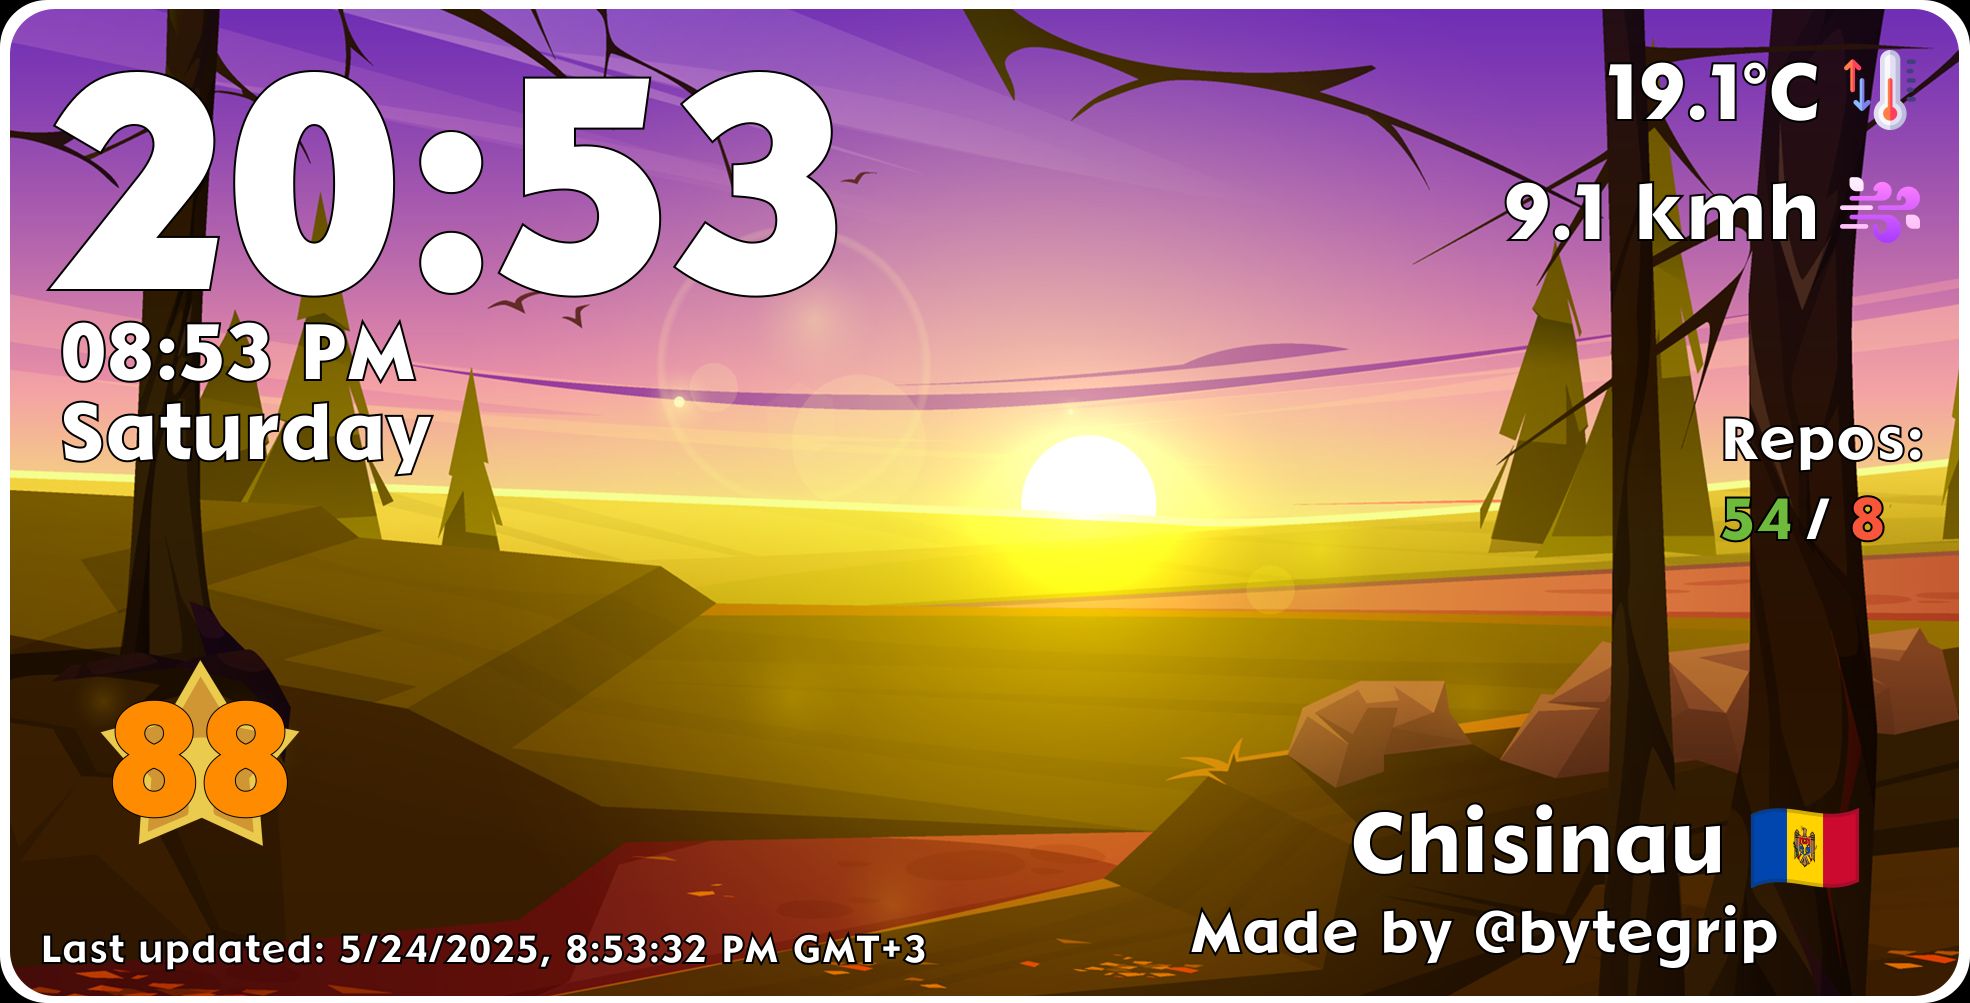 20:53
08:53 PM
Saturday
19.1°C
9.1 kmh
Repos:
54 / 8
88
Chisinau
Made by @bytegrip
Last updated: 5/24/2025, 8:53:32 PM GMT+3